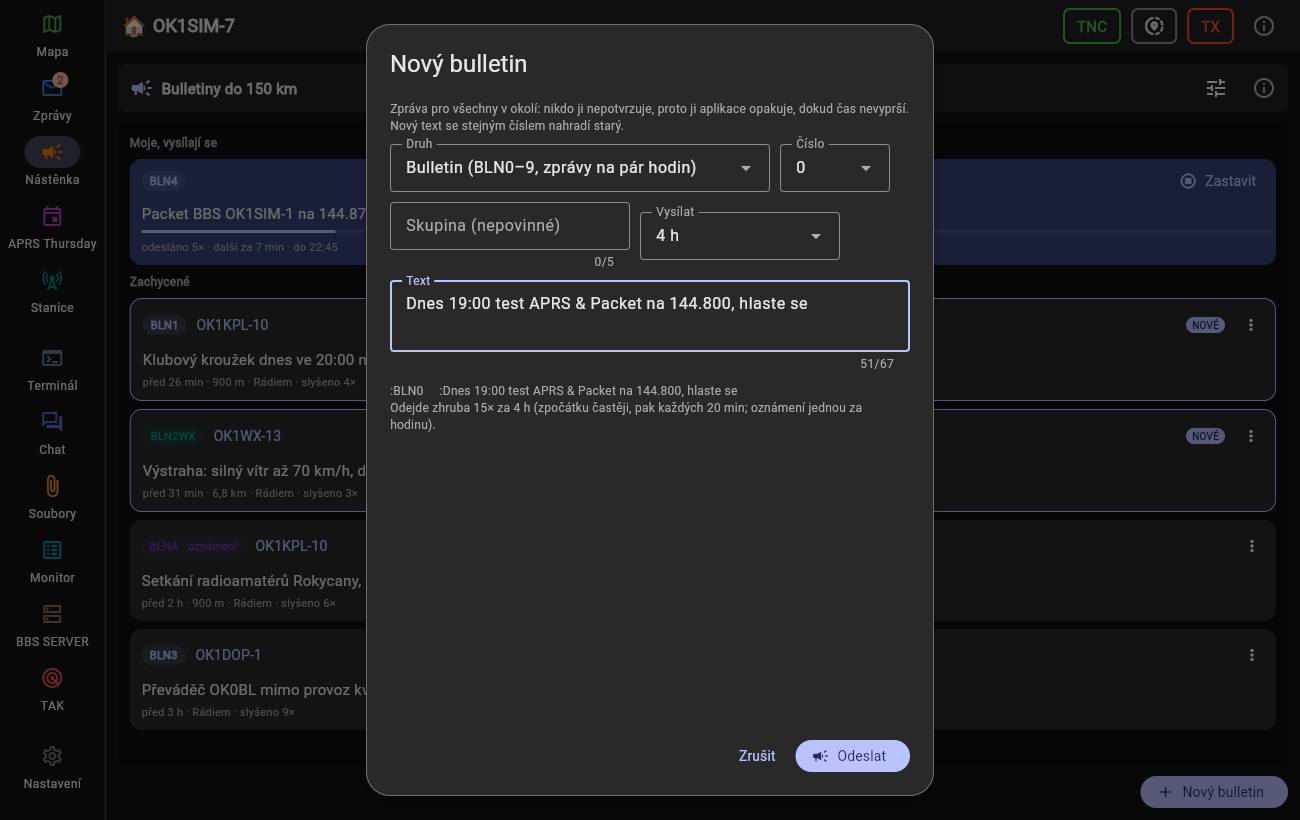 OK1SIM-7
TNC
TX
Mapa
2
Zprávy
Nástěnka
APRS Thursday
Stanice
Terminál
Chat
Soubory
Monitor
BBS SERVER
TAK
Nastavení
Bulletiny do 150 km
Moje, vysílají se
BLN4
Zastavit
Packet BBS OK1SIM-1 na 144.87
odesláno 5× · další za 7 min · do 22:45
Zachycené
BLN1 OK1KPL-10
NOVÉ
Klubový kroužek dnes ve 20:00 n
před 26 min · 900 m · Rádiem · slyšeno 4×
BLN2WX OK1WX-13
NOVÉ
Výstraha: silný vítr až 70 km/h, d
před 31 min · 6,8 km · Rádiem · slyšeno 3×
BLNA · oznámení OK1KPL-10
Setkání radioamatérů Rokycany,
před 2 h · 900 m · Rádiem · slyšeno 6×
BLN3 OK1DOP-1
Převáděč OK0BL mimo provoz kv
před 3 h · Rádiem · slyšeno 9×
Nový bulletin
Nový bulletin
Zpráva pro všechny v okolí: nikdo ji nepotvrzuje, proto ji aplikace opakuje, dokud čas nevyprší.
Nový text se stejným číslem nahradí starý.
Druh
Bulletin (BLN0–9, zprávy na pár hodin)
Číslo
0
Skupina (nepovinné)
0/5
Vysílat
4 h
Text
Dnes 19:00 test APRS & Packet na 144.800, hlaste se
51/67
:BLN0     :Dnes 19:00 test APRS & Packet na 144.800, hlaste se
Odejde zhruba 15× za 4 h (zpočátku častěji, pak každých 20 min; oznámení jednou za
hodinu).
Zrušit
Odeslat